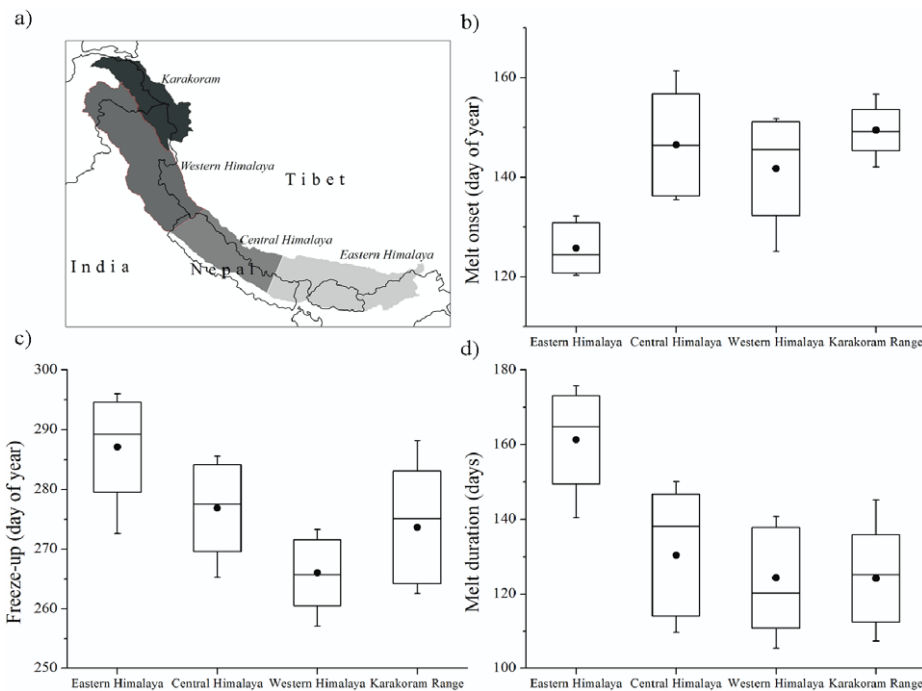 a)
Karakoram
Western Himalaya
Tibet
Central Himalaya
Eastern Himalaya
India
Nepal
b)
Melt onset (day of year)
160
140
120
Eastern Himalaya Central Himalaya Western Himalaya Karakoram Range
c)
Freeze-up (day of year)
300
290
280
270
260
250
Eastern Himalaya Central Himalaya Western Himalaya Karakoram Range
d)
Melt duration (days)
180
160
140
120
100
Eastern Himalaya Central Himalaya Western Himalaya Karakoram Range